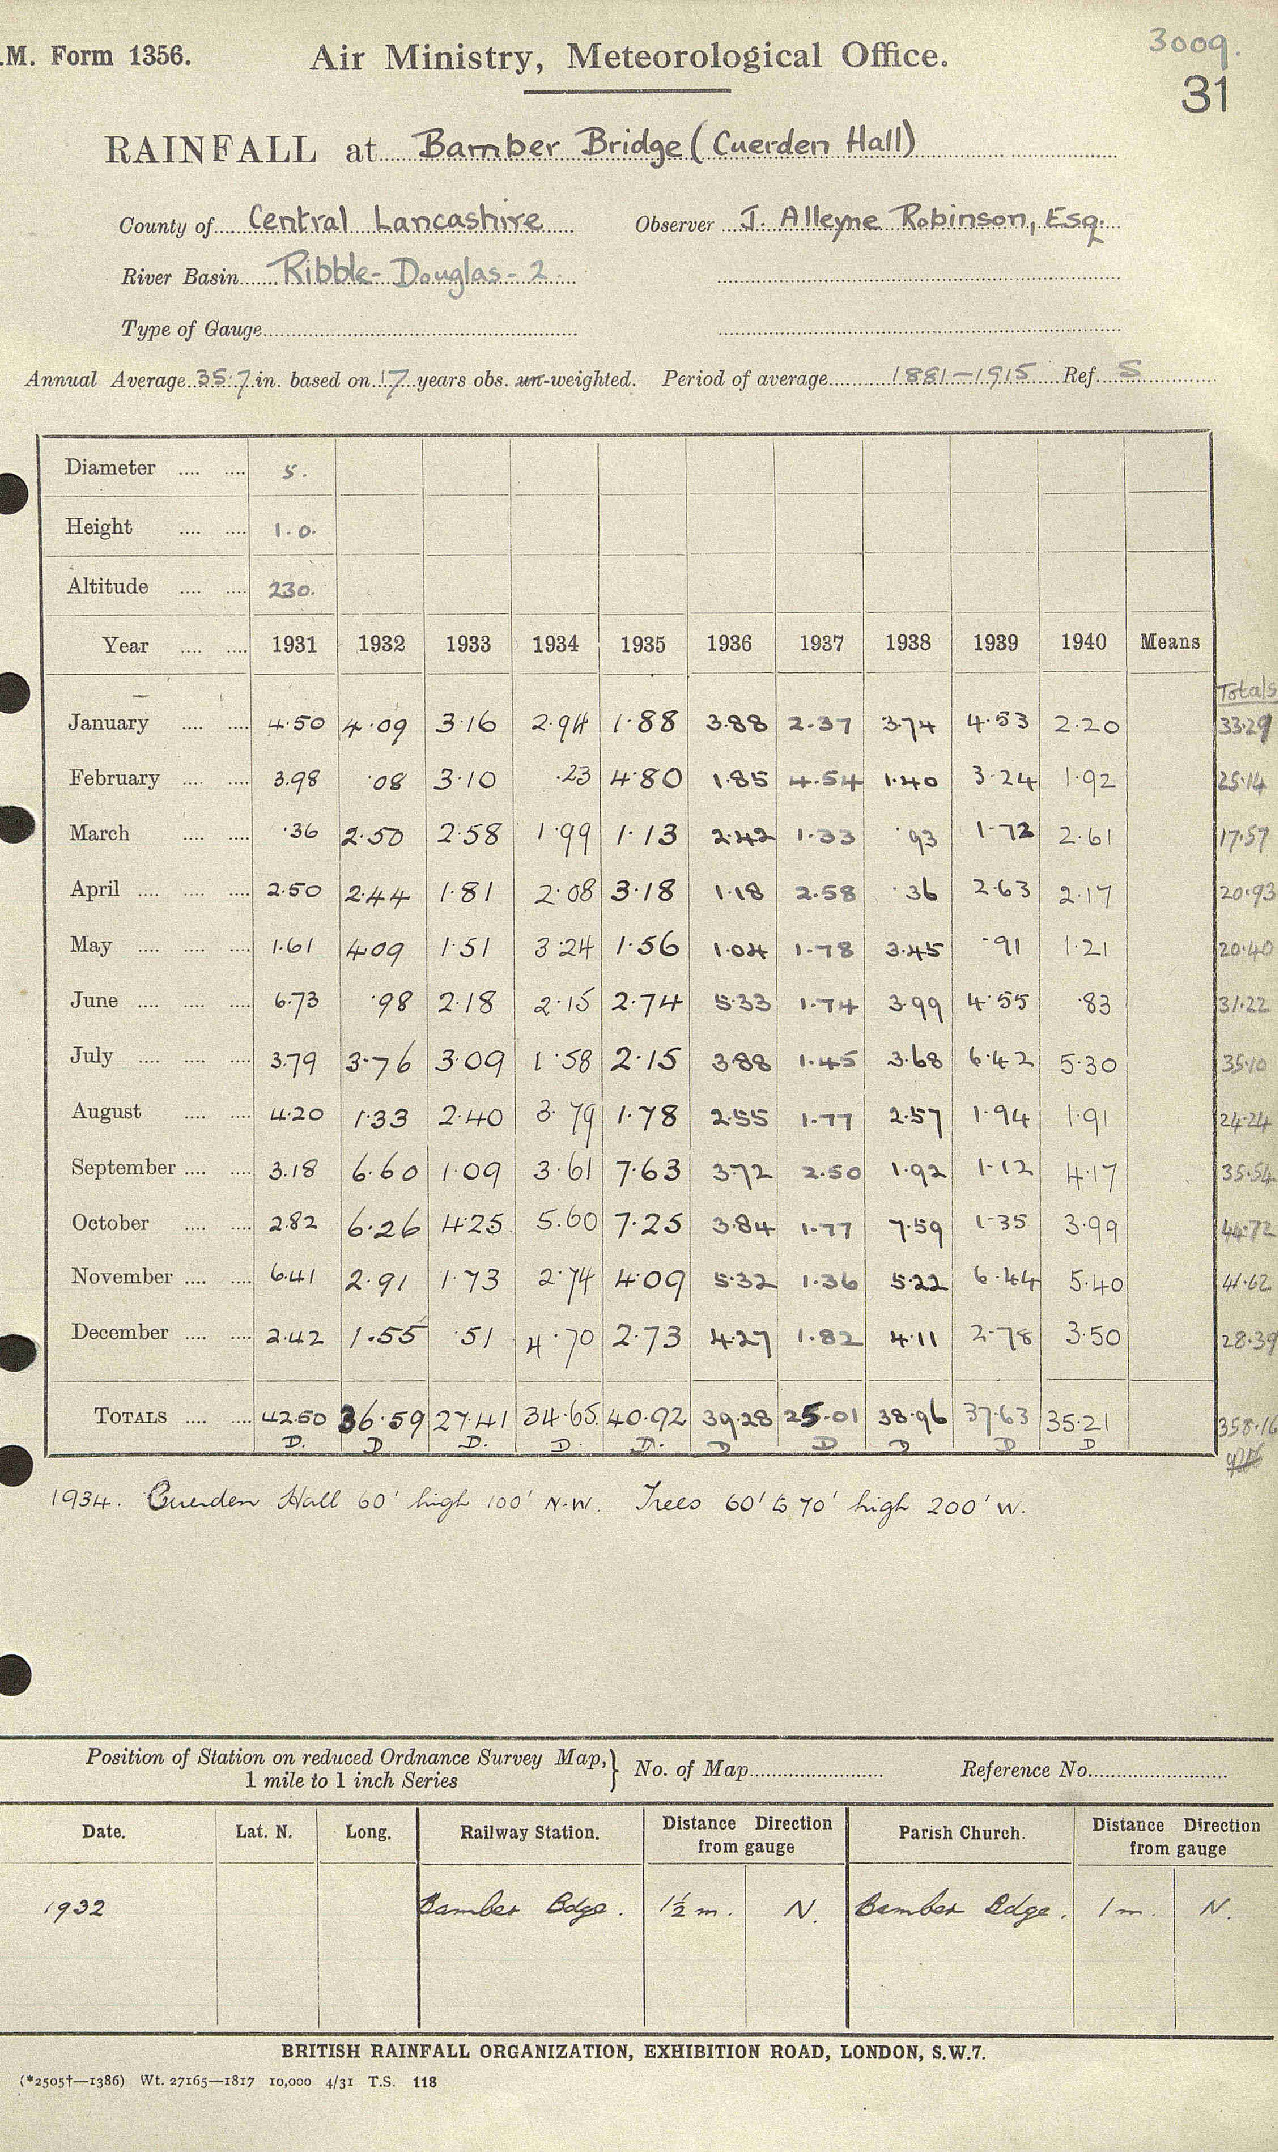 .M. Form 1356. Air Ministry, Meteorological Office. 3009.
31
RAINFALL at Bamber Bridge (Cuerden Hall)
County of Central Lancashire Observer J. Alleyne Robinson, Esq.
River Basin Ribble-Douglas-2.
Type of Gauge
Annual Average 35.7 in. based on 17 years obs. un-weighted. Period of average 1881-1915 Ref. S
Diameter .... .... 5.
Height .... .... 1.0.
Altitude .... .... 230.
Year .... .... 1931 1932 1933 1934 1935 1936 1937 1938 1939 1940 Means
Totals
January .... .... 4.50 4.09 3.16 2.94 1.88 3.88 2.37 3.74 4.53 2.20 33.29
February .... .... 3.98 .08 3.10 .23 4.80 1.85 4.54 1.40 3.24 1.92 25.14
March .... .... .36 2.50 2.58 1.99 1.13 2.42 1.33 .93 1.72 2.61 17.57
April .... .... .... 2.50 2.44 1.81 2.08 3.18 1.18 2.58 .36 2.63 2.17 20.93
May .... .... .... 1.61 4.09 1.51 3.24 1.56 1.04 1.78 3.45 .91 1.21 20.40
June .... .... .... 6.73 .98 2.18 2.15 2.74 5.33 1.74 3.99 4.55 .83 31.22
July .... .... .... 3.79 3.76 3.09 1.58 2.15 3.88 1.45 3.68 6.42 5.30 35.10
August .... .... 4.20 1.33 2.40 3.79 1.78 2.55 1.77 2.57 1.94 1.91 24.24
September .... .... 3.18 6.60 1.09 3.61 7.63 3.72 2.50 1.92 1.12 4.17 35.54
October .... .... 2.82 6.26 4.25 5.60 7.25 3.84 1.77 7.59 1.35 3.99 44.72
November .... .... 6.41 2.91 1.73 2.74 4.09 5.32 1.36 5.22 6.44 5.40 41.62
December .... .... 2.42 1.55 .51 4.70 2.73 4.27 1.82 4.11 2.78 3.50 28.39
TOTALS .... .... 42.50 36.59 27.41 34.65 40.92 39.28 25.01 38.96 37.63 35.21 358.16
D. D D. D D. D D D D D
1934. Cuerden Hall 60' high 100' N.W. Trees 60' to 70' high 200' W.
Position of Station on reduced Ordnance Survey Map,} No. of Map Reference No.
1 mile to 1 inch Series
Date. Lat. N. Long. Railway Station. Distance Direction from gauge Parish Church. Distance Direction from gauge
1932 Bamber Bdge. 1½ m. N. Bamber Bdge. 1 m. N.
BRITISH RAINFALL ORGANIZATION, EXHIBITION ROAD, LONDON, S.W.7.
(*2505†—1386) Wt. 27165—1817 10,000 4/31 T.S. 118